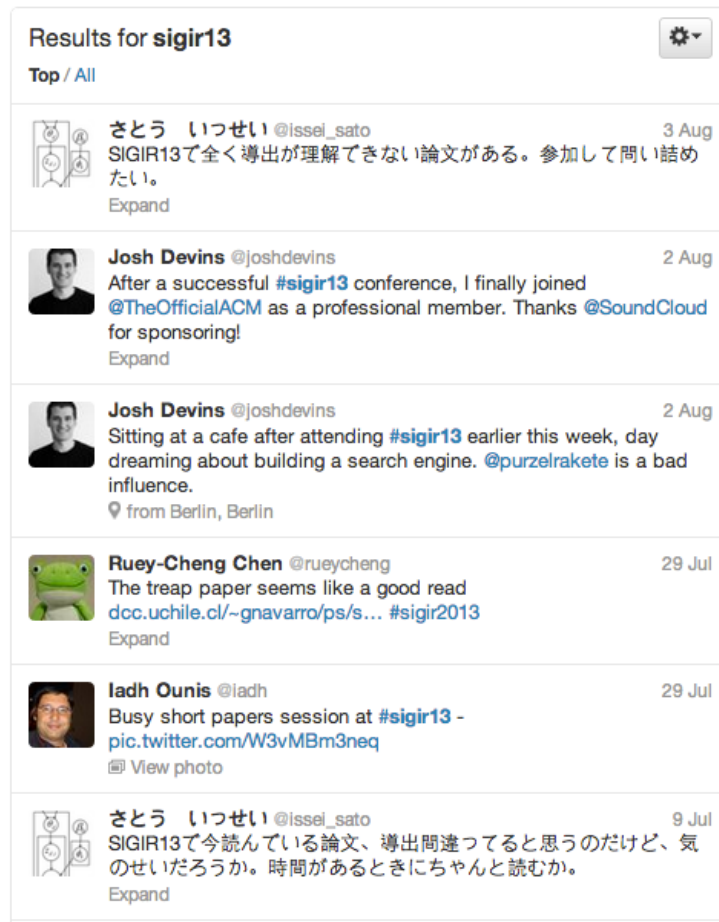 Results for sigir13
Top / All
さとう　いっせい @issei_sato 3 Aug
SIGIR13で全く導出が理解できない論文がある。参加して問い詰め
たい。
Expand
Josh Devins @joshdevins 2 Aug
After a successful #sigir13 conference, I finally joined
@TheOfficialACM as a professional member. Thanks @SoundCloud
for sponsoring!
Expand
Josh Devins @joshdevins 2 Aug
Sitting at a cafe after attending #sigir13 earlier this week, day
dreaming about building a search engine. @purzelrakete is a bad
influence.
from Berlin, Berlin
Ruey-Cheng Chen @rueycheng 29 Jul
The treap paper seems like a good read
dcc.uchile.cl/~gnavarro/ps/s… #sigir2013
Expand
Iadh Ounis @iadh 29 Jul
Busy short papers session at #sigir13 -
pic.twitter.com/W3vMBm3neq
View photo
さとう　いっせい @issei_sato 9 Jul
SIGIR13で今読んでいる論文、導出間違ってると思うのだけど、気
のせいだろうか。時間があるときにちゃんと読むか。
Expand